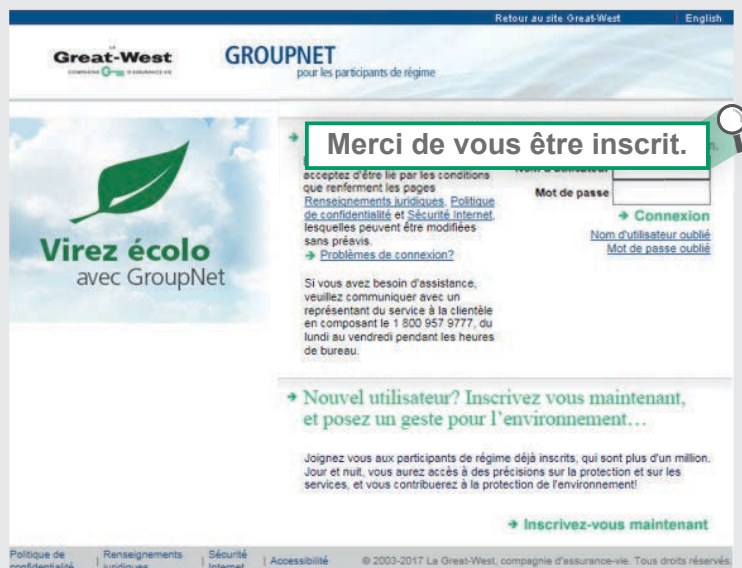 Retour au site Great-West | English
LA
Great-West
COMPAGNIE D'ASSURANCE-VIE
GROUPNET
pour les participants de régime
Merci de vous être inscrit.
acceptez d'être lié par les conditions
que renferment les pages
Renseignements juridiques, Politique
de confidentialité et Sécurité Internet,
lesquelles peuvent être modifiées
sans préavis.
Problèmes de connexion?
Si vous avez besoin d'assistance,
veuillez communiquer avec un
représentant du service à la clientèle
en composant le 1 800 957 9777, du
lundi au vendredi pendant les heures
de bureau.
Mot de passe
Connexion
Nom d'utilisateur oublié
Mot de passe oublié
Virez écolo
avec GroupNet
Nouvel utilisateur? Inscrivez vous maintenant,
et posez un geste pour l'environnement…
Joignez vous aux participants de régime déjà inscrits, qui sont plus d'un million.
Jour et nuit, vous aurez accès à des précisions sur la protection et sur les
services, et vous contribuerez à la protection de l'environnement!
Inscrivez-vous maintenant
Politique de
confidentialité
| Renseignements
juridiques
| Sécurité
Internet
| Accessibilité
© 2003-2017 La Great-West, compagnie d'assurance-vie. Tous droits réservés.